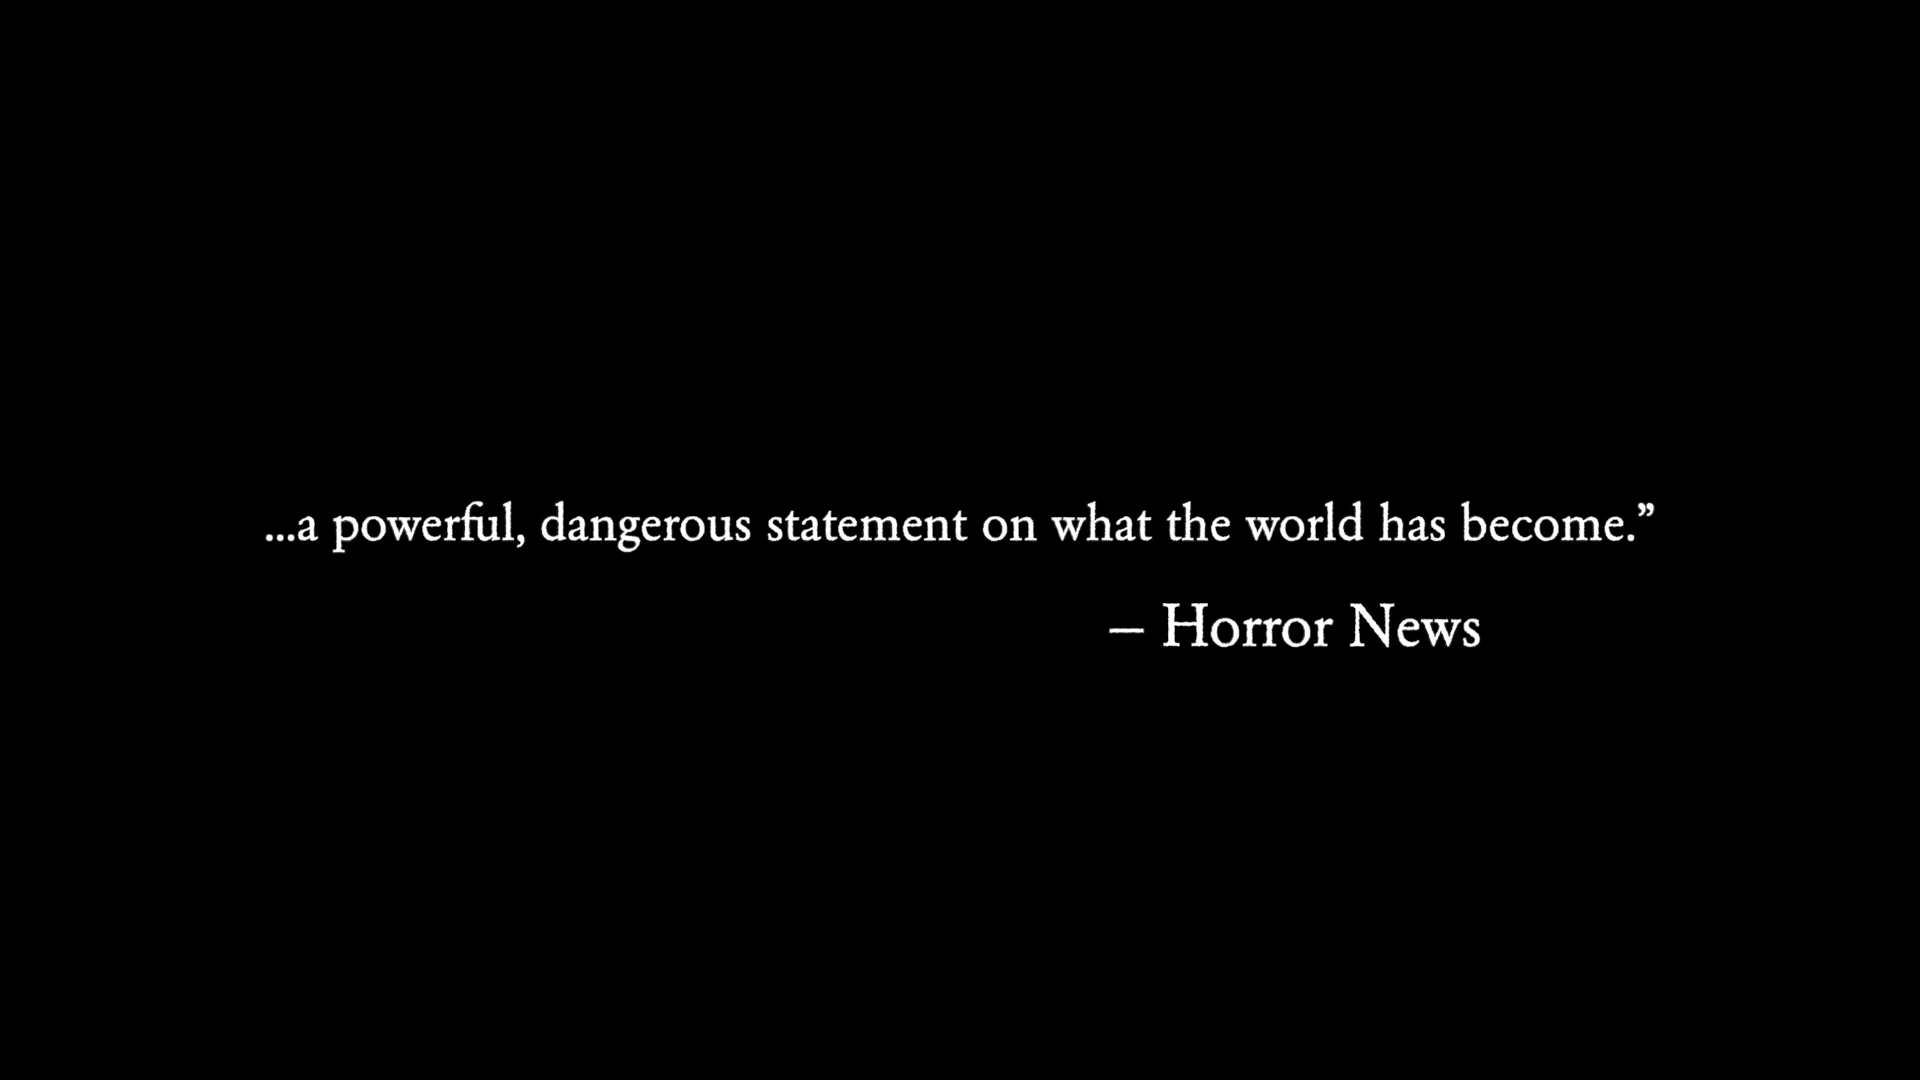 ...a powerful, dangerous statement on what the world has become.”
– Horror News